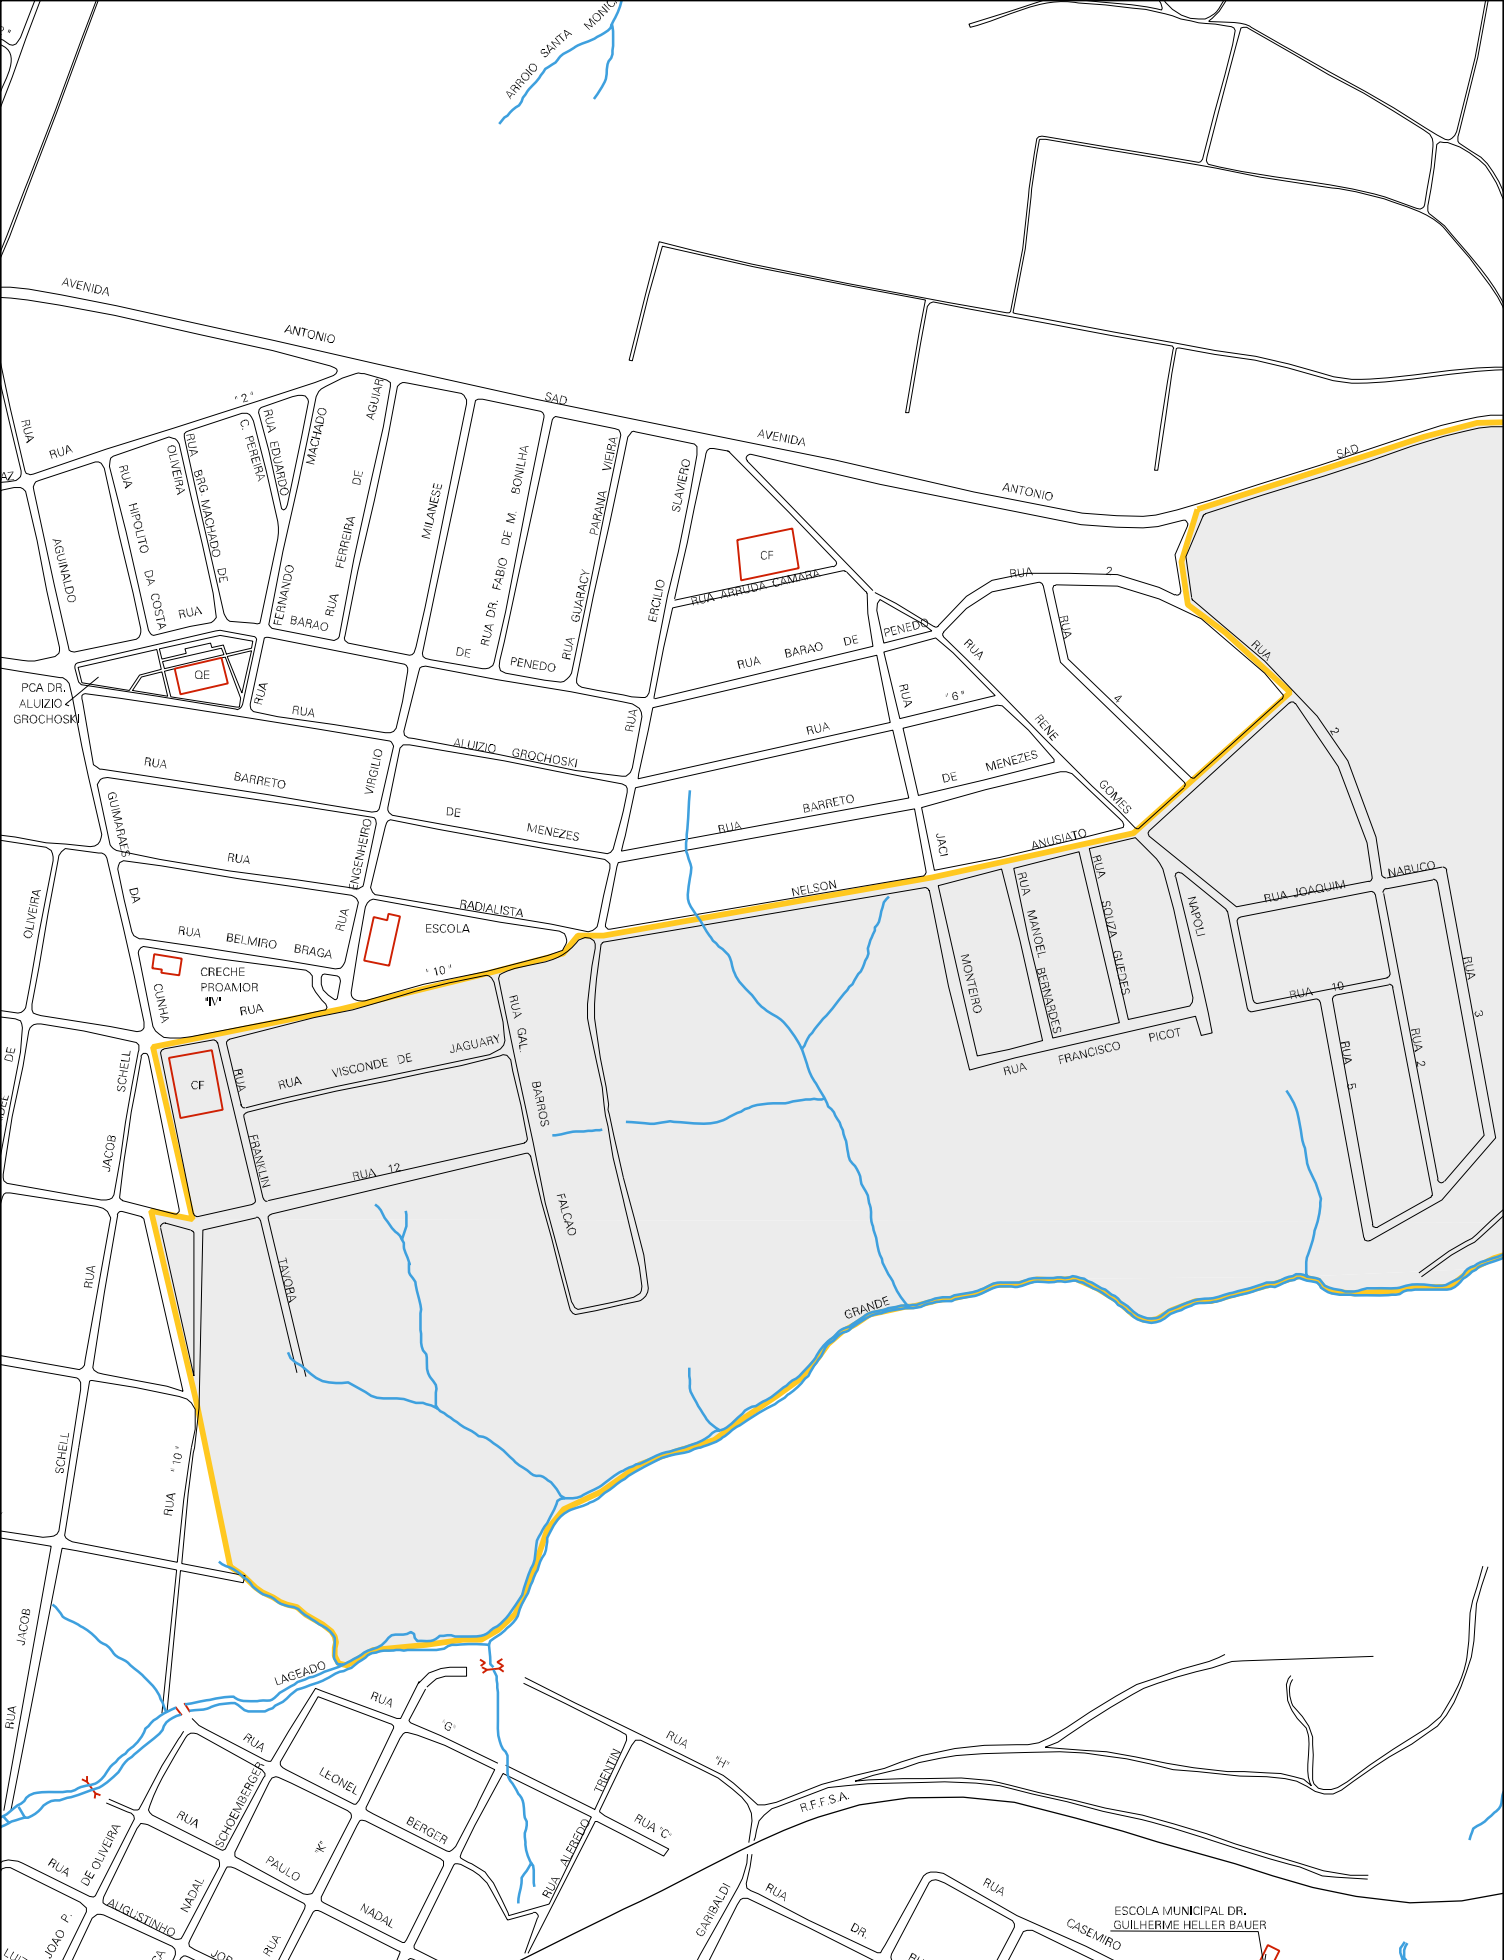 ARROIO SANTA MONICA
AVENIDA
ANTONIO
SAD
AVENIDA
ANTONIO
SAD
RUA
RUA
"2"
AZ
AGUINALDO
RUA HIPOLITO DA COSTA
OLIVEIRA
RUA BRG MACHADO DE
C. PEREIRA
RUA EDUARDO
MACHADO
FERNANDO
AGUIAR
DE
FERREIRA
RUA
MILANESE
RUA DR. FABIO DE M. BONILHA
RUA GUARACY PARANA VIEIRA
SLAVIERO
ERCILIO
CF
RUA ARRUDA CAMARA
RUA
2
RUA
RUA
BARAO
DE
PENEDO
RUA BARAO DE
PENEDO
RUA
RUA
4
2
QE
PCA DR.
ALUIZIO
GROCHOSKI
RUA
RUA
ALUIZIO GROCHOSKI
RUA
RUA
RUA
"6"
RENE
GOMES
RUA
BARRETO
VIRGILIO
DE
MENEZES
RUA
BARRETO
DE MENEZES
GUIMARAES
DA
CUNHA
RUA
ENGENHEIRO
RUA
RADIALISTA
NELSON
JACI
ANUSIATO
OLIVEIRA
RUA
BELMIRO
BRAGA
ESCOLA
CRECHE
PROAMOR
"IV"
RUA
"10"
RUA MANOEL BERNARDES
RUA SOUZA GUEDES
NAPOLI
MONTEIRO
RUA JOAQUIM
NABUCO
RUA
3
RUA 10
RUA 5
RUA 2
RUA FRANCISCO PICOT
DE
SCHELL
JACOB
CF
RUA
FRANKLIN
TAVORA
RUA VISCONDE DE JAGUARY
RUA GAL.
BARROS
FALCAO
RUA 12
RUA
SCHELL
RUA "10"
JACOB
RUA
GRANDE
LAGEADO
RUA
"G"
RUA
RUA
"H"
R.F.F.S.A.
LEONEL
BERGER
TRENTIN
RUA ALFREDO
RUA "C"
SCHOEMBERGER
RUA
PAULO
"K"
NADAL
RUA
DE OLIVEIRA
JOAO P.
AUGUSTINHO
NADAL
RUA
GARIBALDI
RUA
DR.
RUA
CASEMIRO
ESCOLA MUNICIPAL DR.
GUILHERME HELLER BAUER